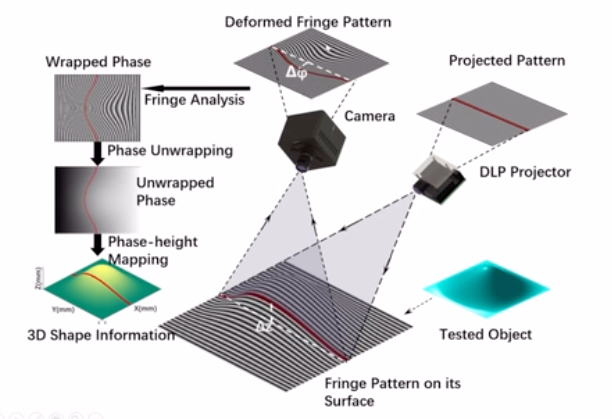 Deformed Fringe Pattern
Wrapped Phase
Projected Pattern
Δφ
Fringe Analysis
Camera
Phase Unwrapping
DLP Projector
Unwrapped
Phase
Phase-height
Mapping
Z(mm)
Y(mm)
X(mm)
ΔZ
3D Shape Information
Tested Object
Fringe Pattern on its
Surface